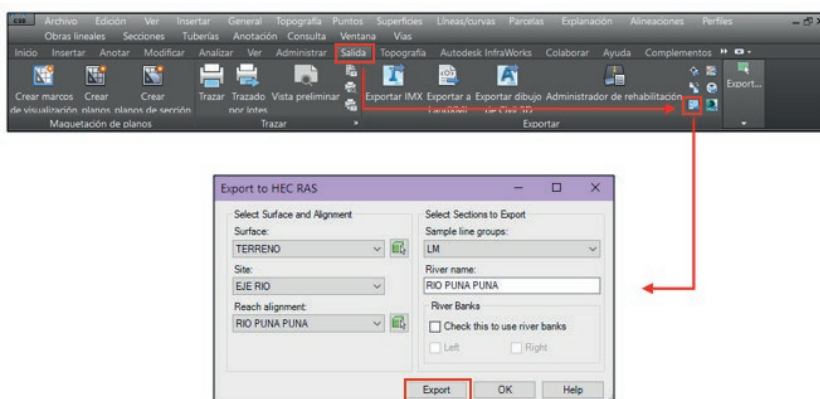 Archivo Edición Ver Insertar General Topografía Puntos Superficies Líneas/curvas Parcelas Explanación Alineaciones Perfiles
Obras lineales Secciones Tuberías Anotación Consulta Ventana Vias
Inicio Insertar Anotar Modificar Analizar Ver Administrar Salida Topografía Autodesk InfraWorks Colaborar Ayuda Complementos
Crear marcos Crear Crear Trazar Trazado Vista preliminar Exportar IMX Exportar a Exportar dibujo Administrador de rehabilitación Export...
de visualización planos planos de sección por lotes LandXML de Civil 3D
Maquetación de planos Trazar Exportar
Export to HEC RAS
Select Surface and Alignment
Surface:
TERRENO
Site:
EJE RIO
Reach alignment:
RIO PUNA PUNA
Select Sections to Export
Sample line groups:
LM
River name:
RIO PUNA PUNA
River Banks
Check this to use river banks
Left Right
Export OK Help